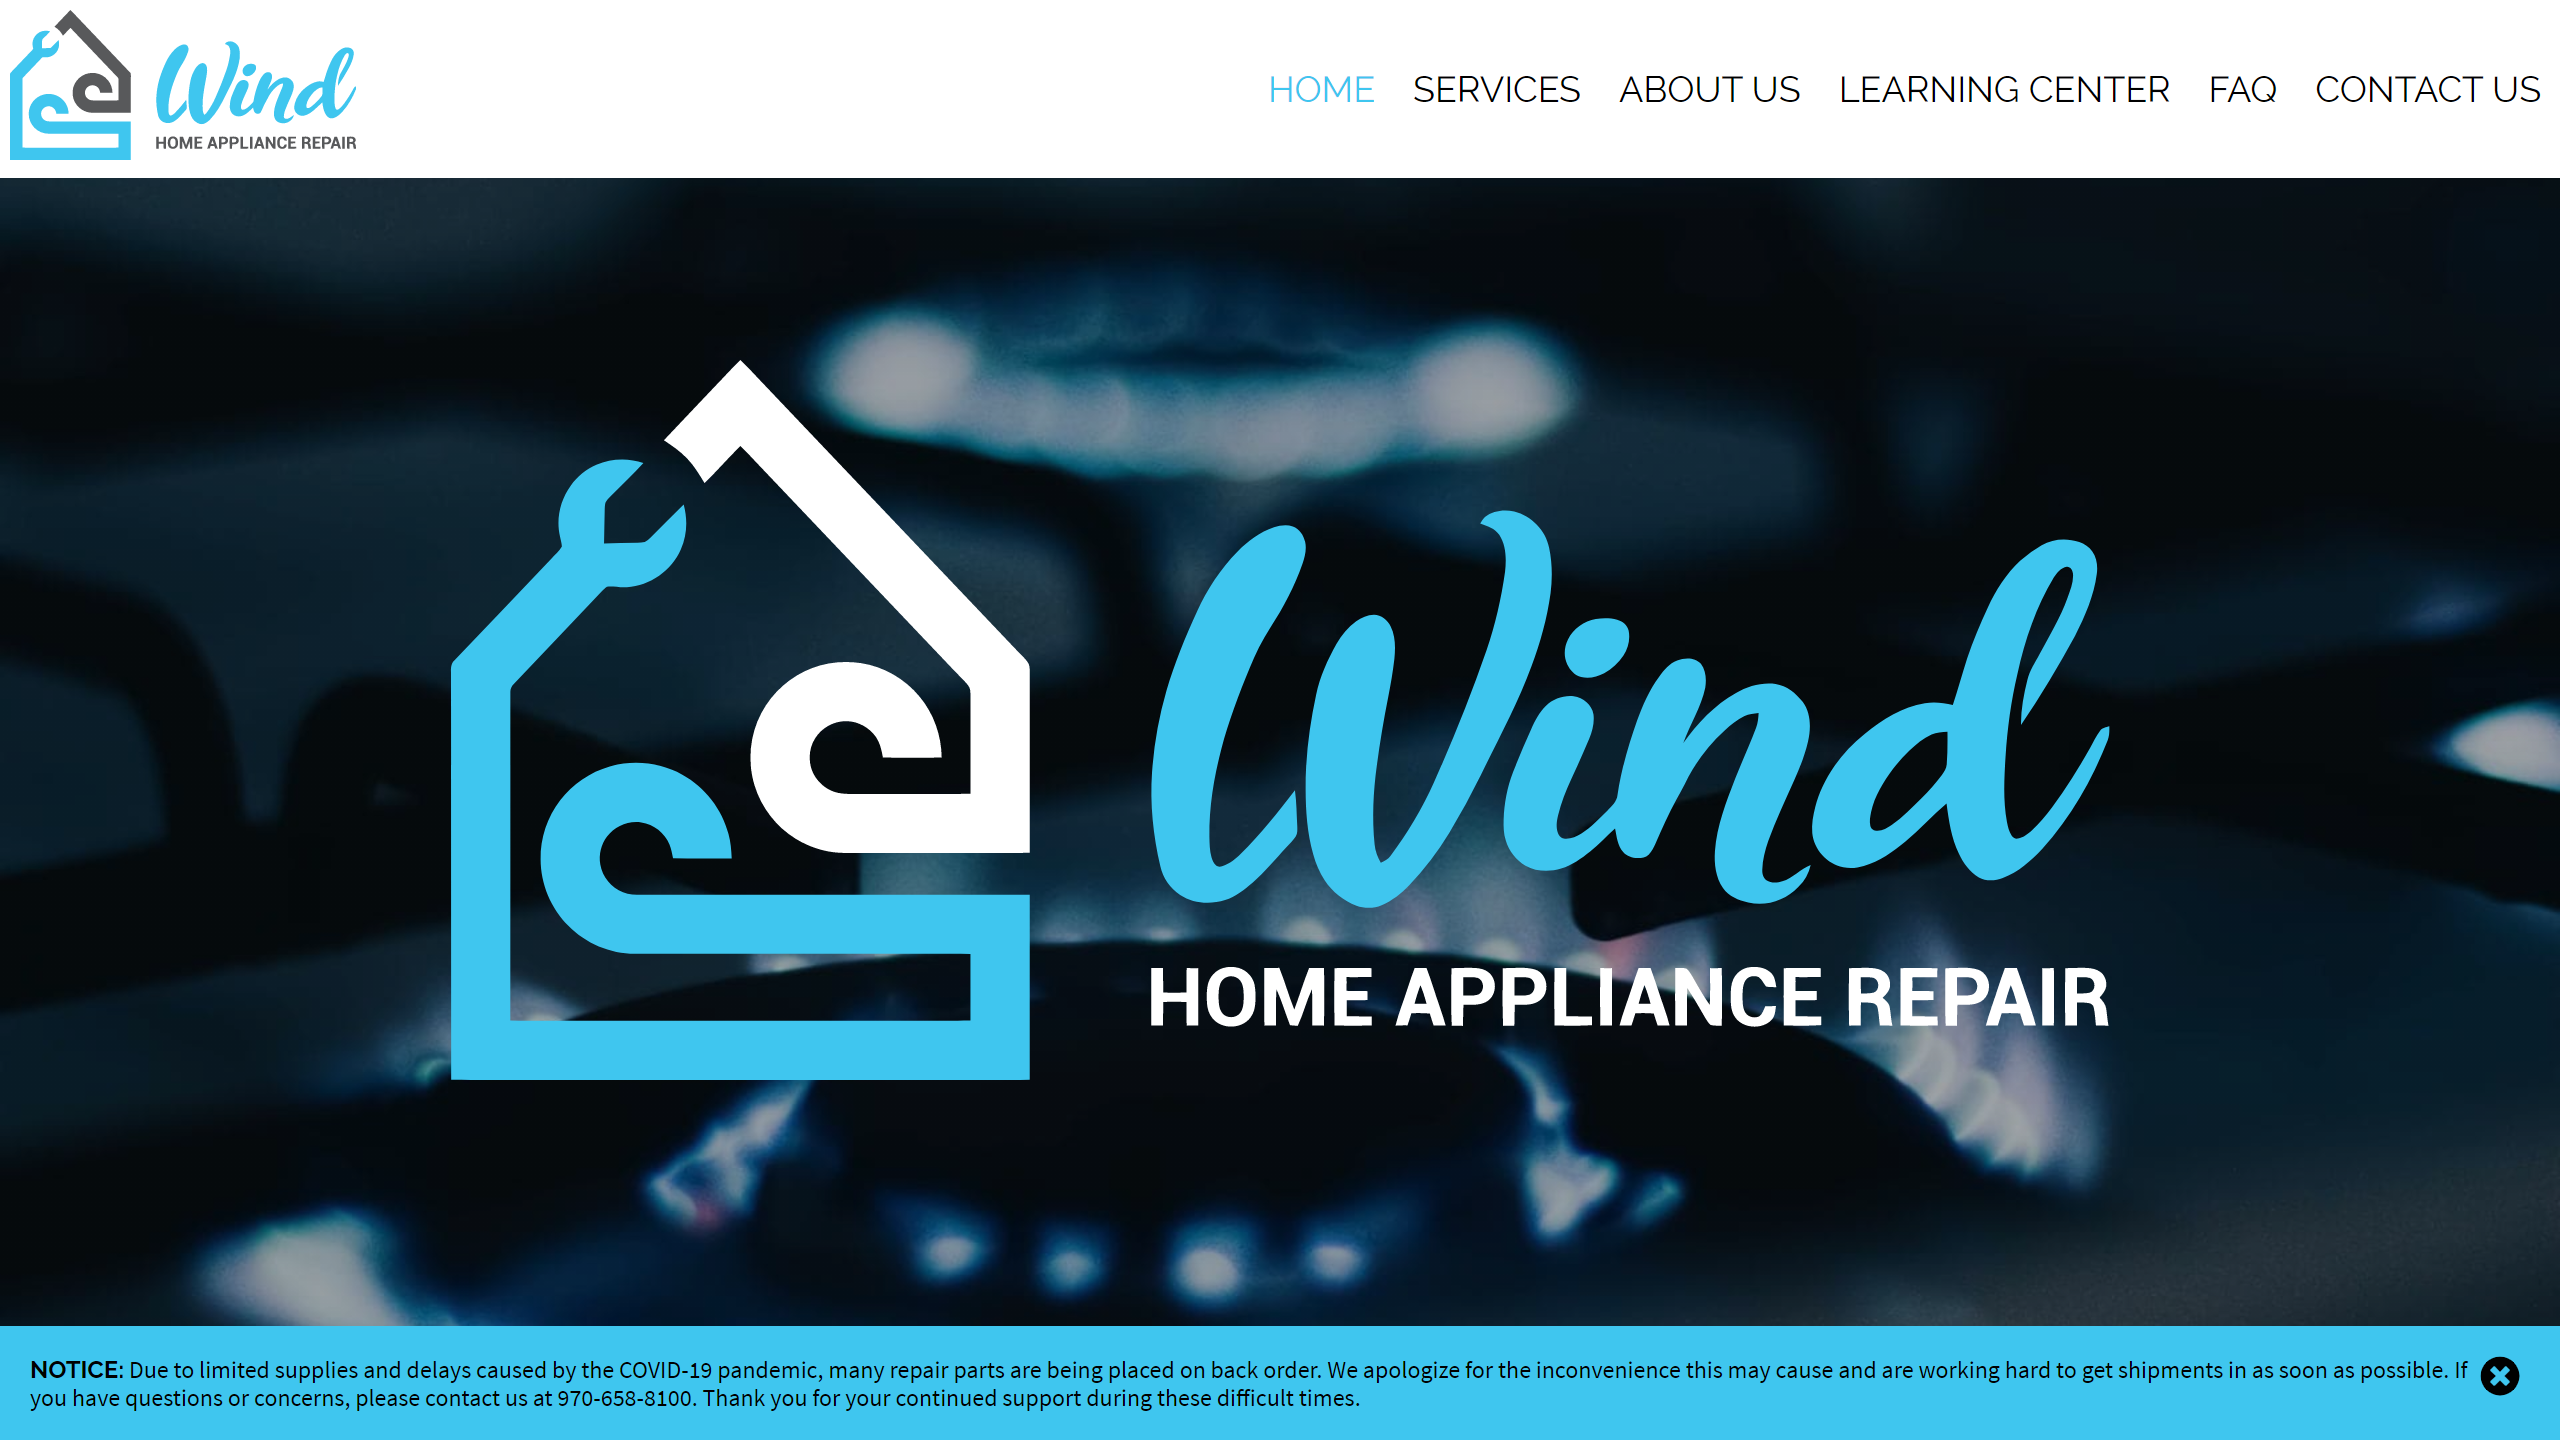 Wind
HOME APPLIANCE REPAIR
HOME SERVICES ABOUT US LEARNING CENTER FAQ CONTACT US
Wind
HOME APPLIANCE REPAIR
NOTICE: Due to limited supplies and delays caused by the COVID-19 pandemic, many repair parts are being placed on back order. We apologize for the inconvenience this may cause and are working hard to get shipments in as soon as possible. If
you have questions or concerns, please contact us at 970-658-8100. Thank you for your continued support during these difficult times.